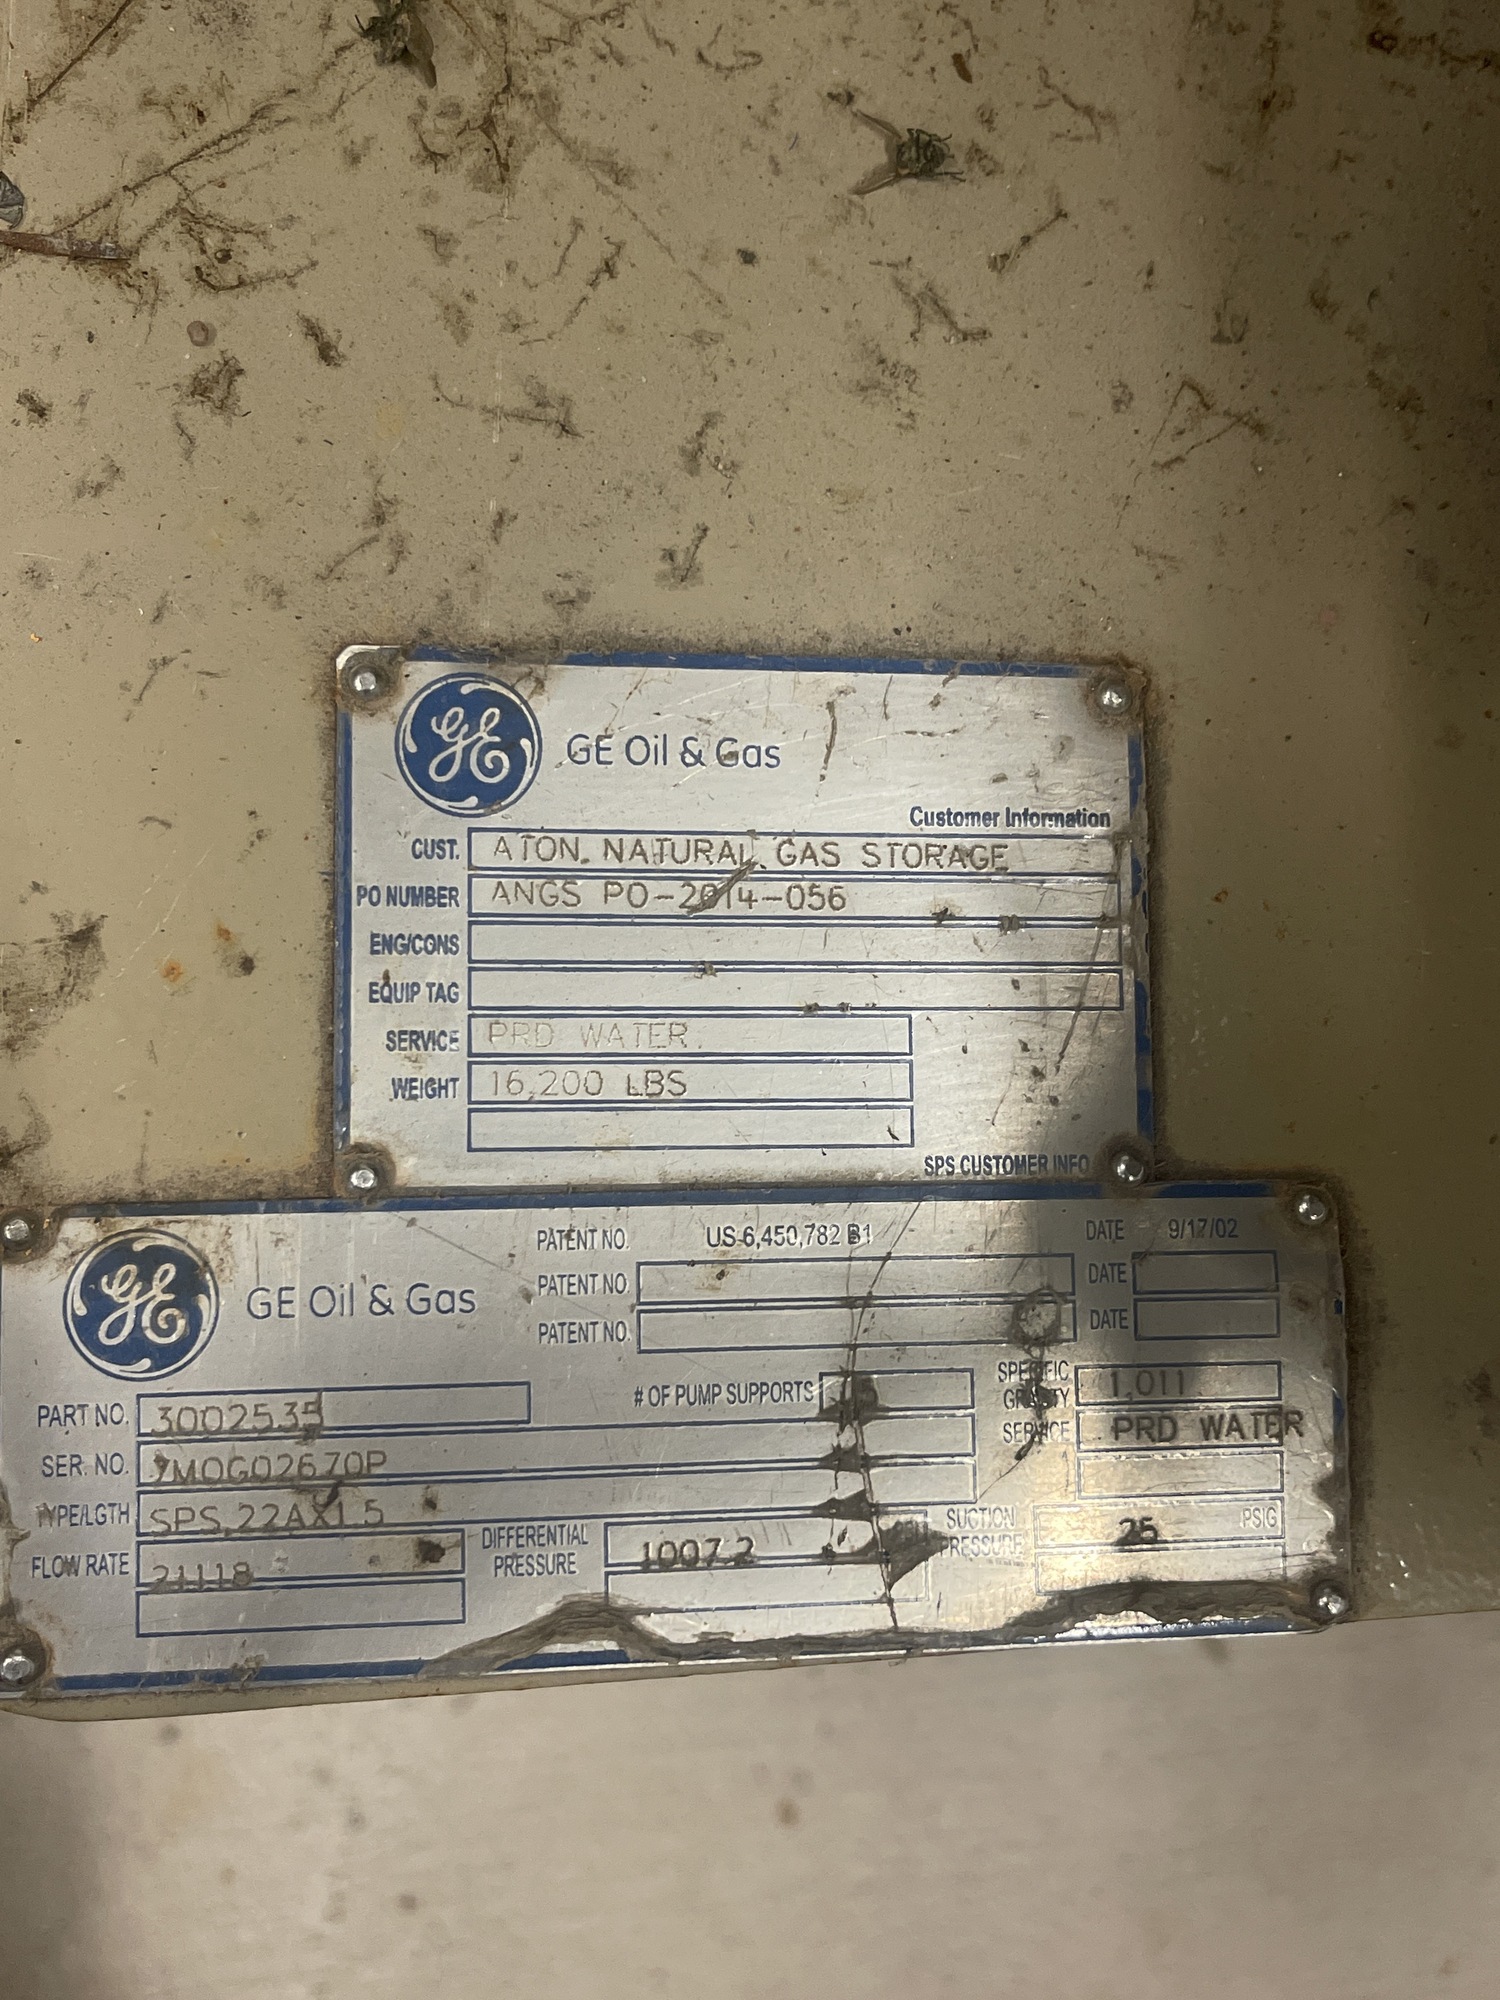 GE GE Oil & Gas
Customer Information
CUST. ATON. NATURAL GAS STORAGE
PO NUMBER ANGS PO-2014-056
ENG/CONS
EQUIP TAG
SERVICE PRD WATER.
WEIGHT 16,200 LBS
SPS CUSTOMER INFO
GE GE Oil & Gas
PATENT NO. US 6,450,782 B1 DATE 9/17/02
PATENT NO. DATE
PATENT NO. DATE
PART NO. 3002535 # OF PUMP SUPPORTS SPECIFIC GRAVITY 1.011
SER. NO. SERVICE PRD WATER
TYPE/LGTH SPS,22AX1.5
FLOW RATE 21118 DIFFERENTIAL PRESSURE 1007.2 SUCTION PRESSURE 25 PSIG